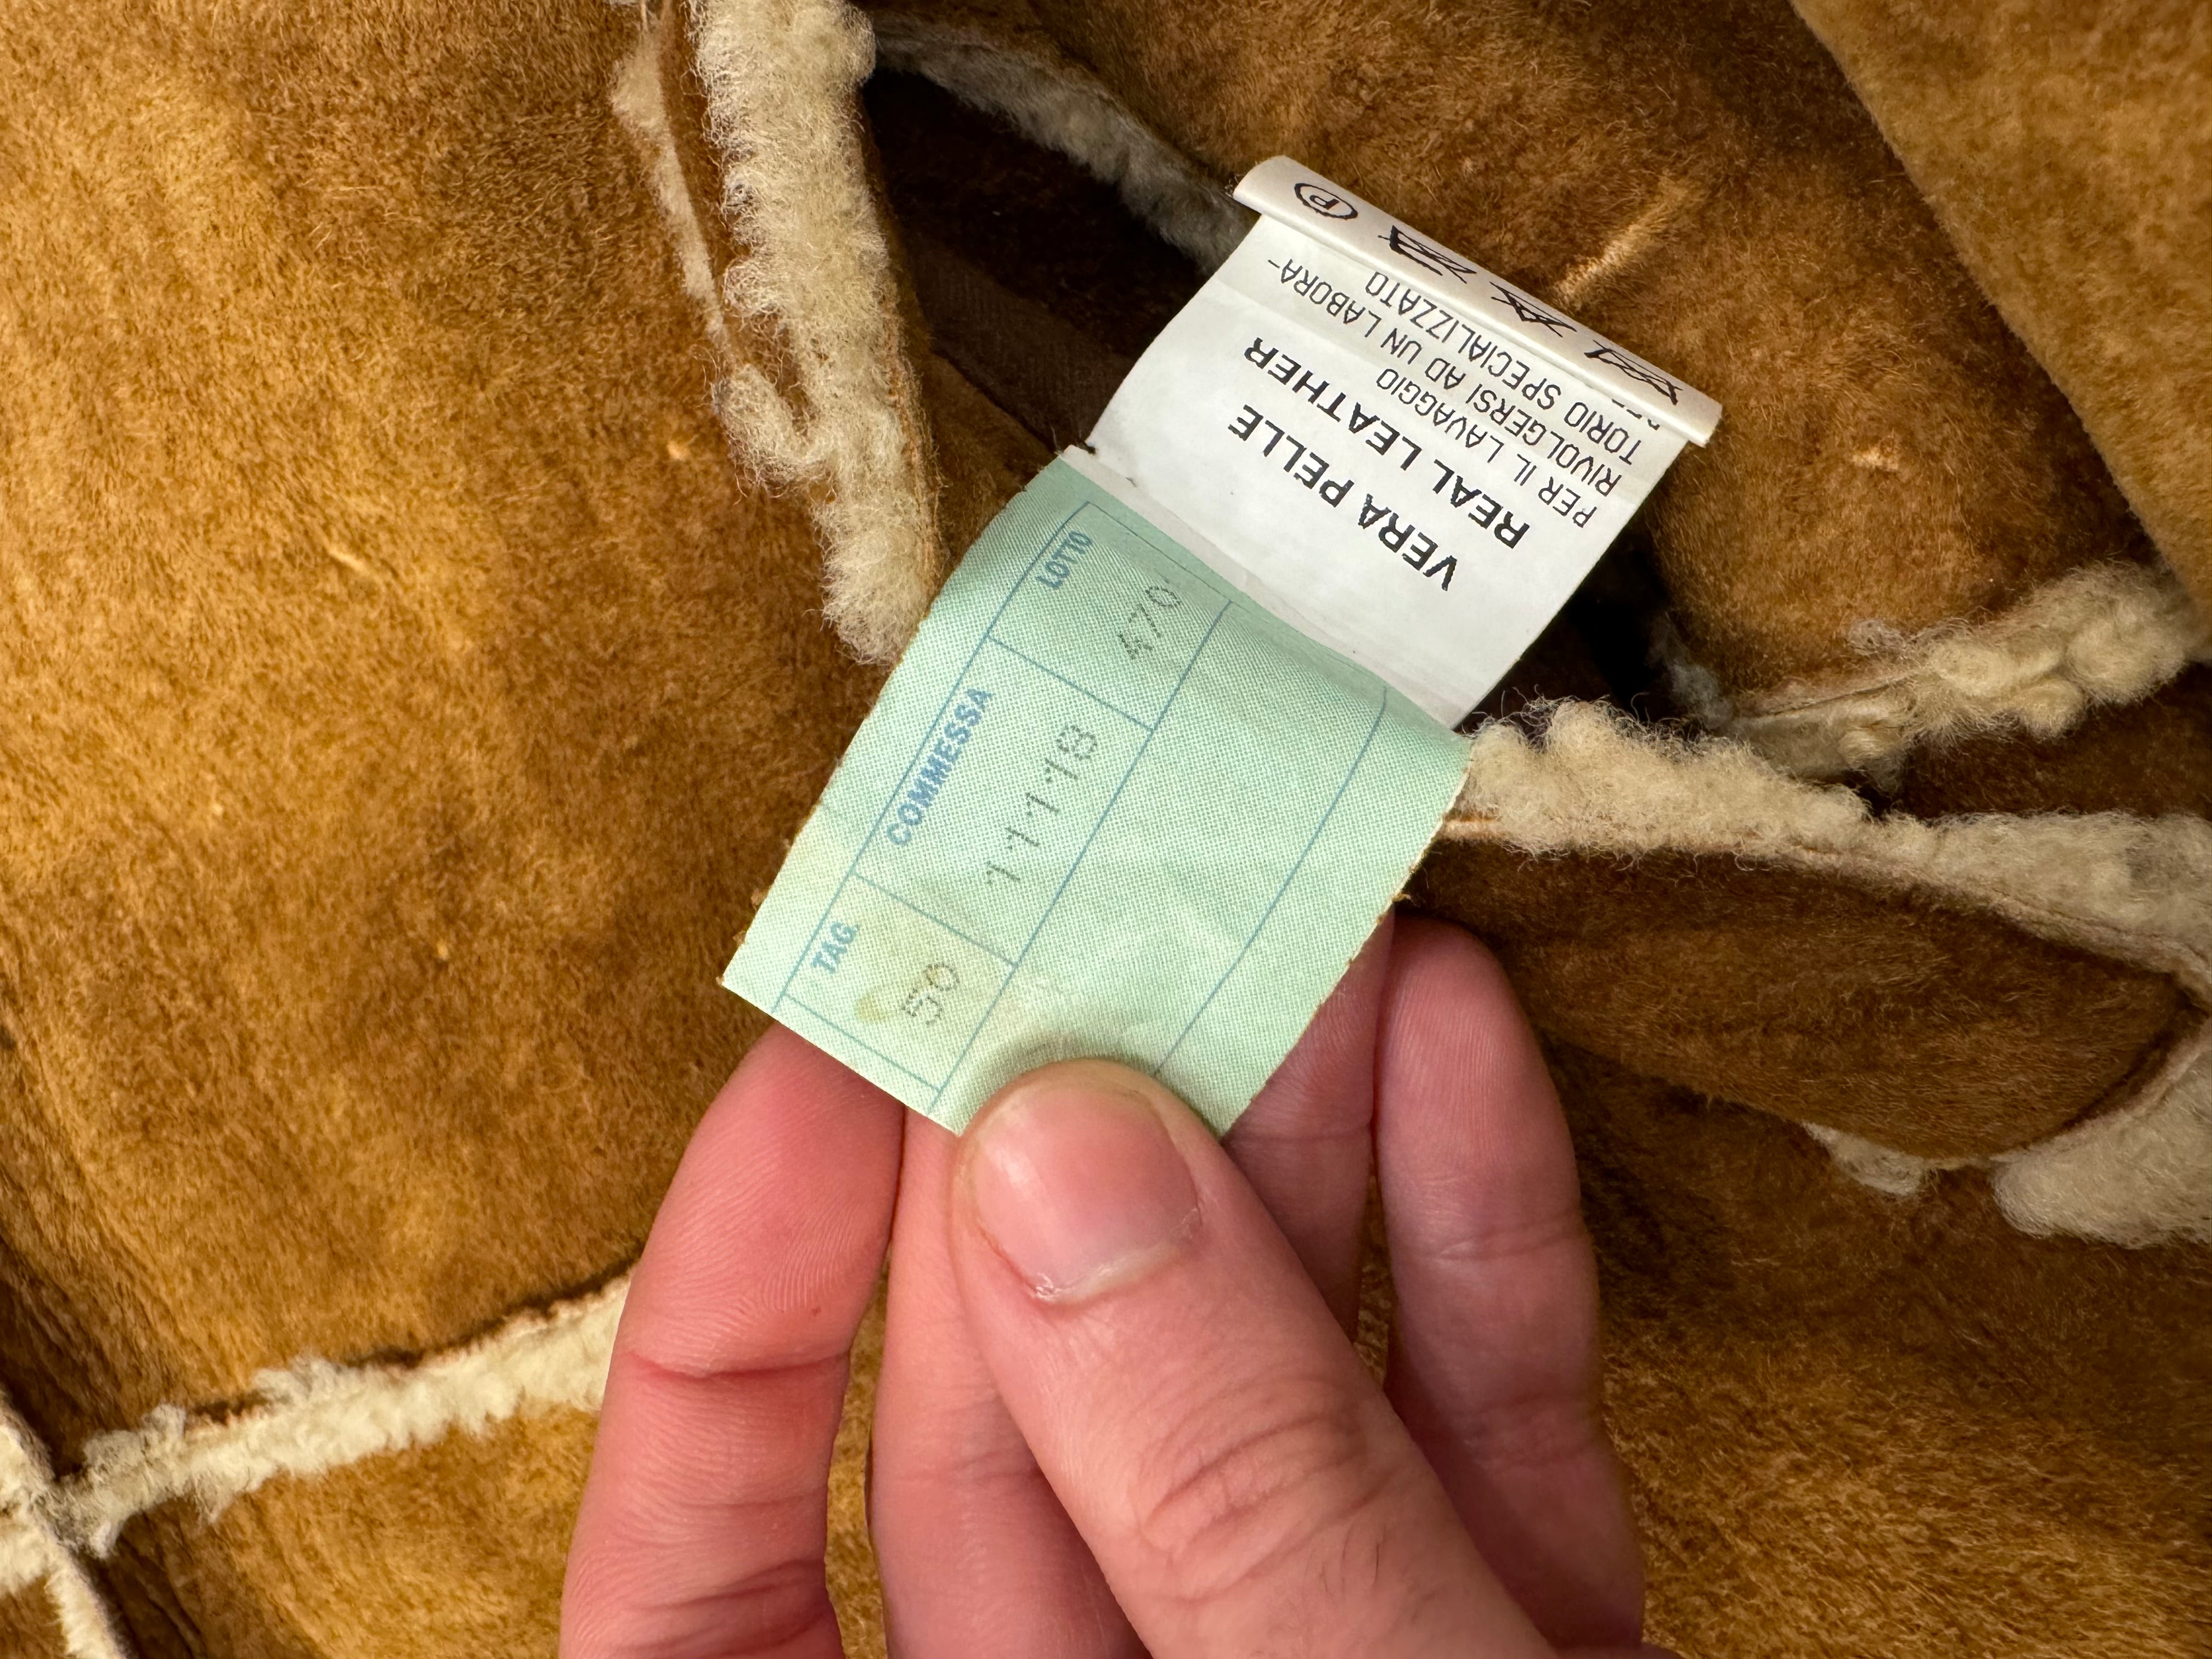 VERA PELLE
REAL LEATHER
PER IL LAVAGGIO
RIVOLGERSI AD UN LABORA-
TORIO SPECIALIZZATO
P
TAG
COMMESSA
LOTTO
50
11118
470